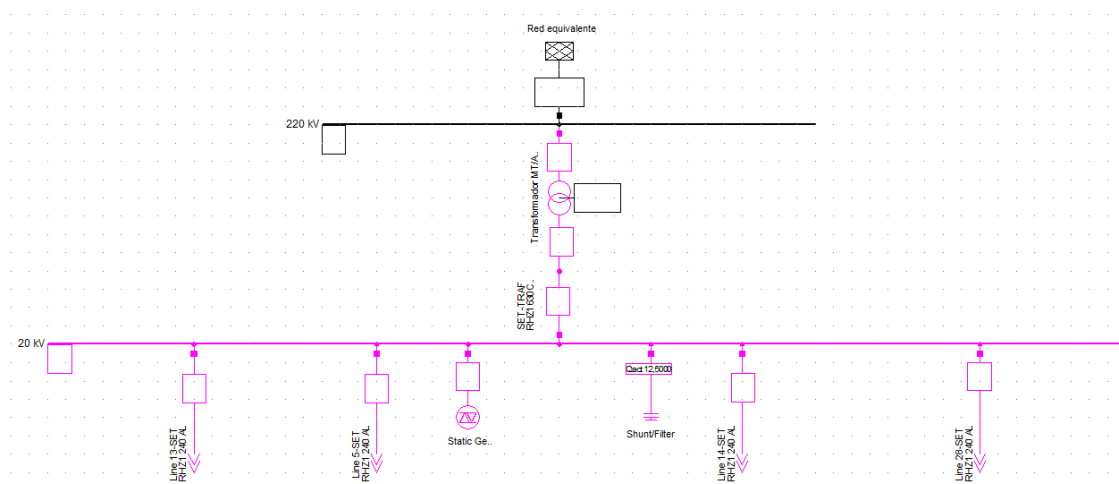 Red equivalente
220 kV
Transformador MT/A..
SET-TRAF
RHZ1 630 C..
20 kV
Qact 12,5000
Line 13-SET
RHZ1 240 AL
Line 5-SET
RHZ1 240 AL
Static Ge..
Shunt/Filter
Line 14-SET
RHZ1 240 AL
Line 28-SET
RHZ1 240 AL